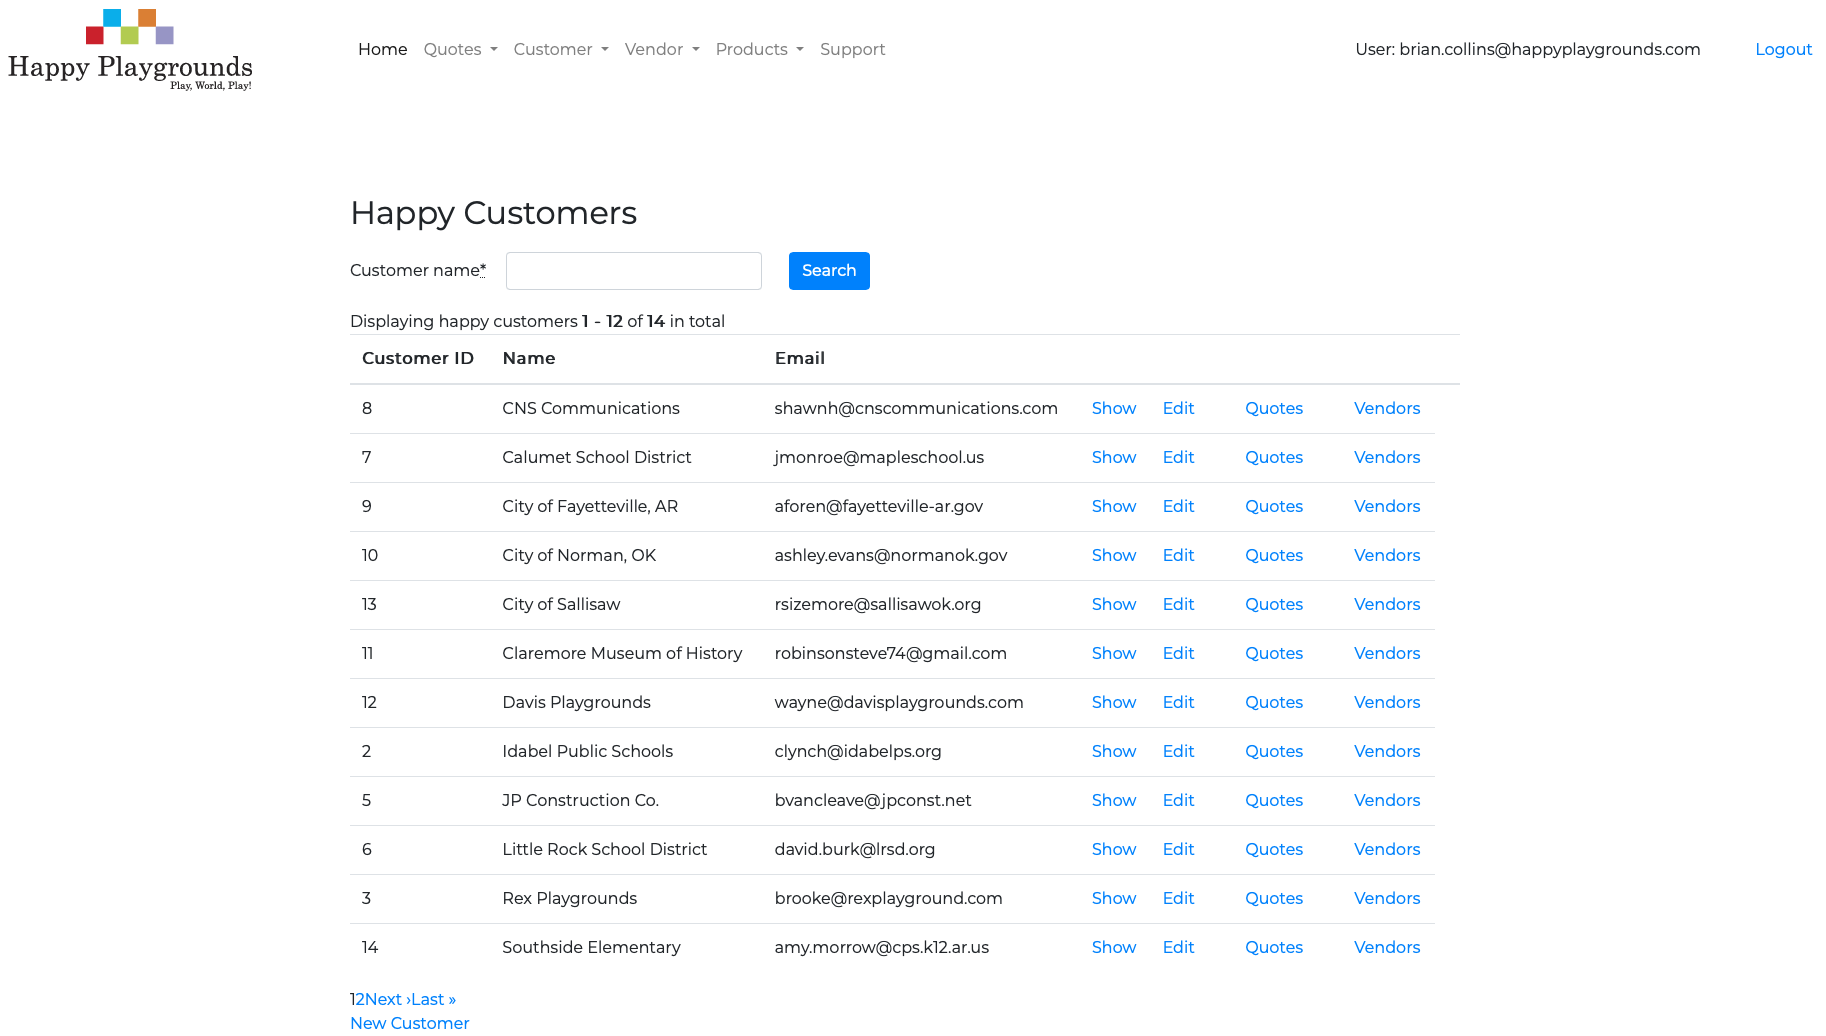 Happy Playgrounds
Play, World, Play!
Home Quotes Customer Vendor Products Support User: brian.collins@happyplaygrounds.com Logout
Happy Customers
Customer name* Search
Displaying happy customers 1 - 12 of 14 in total
Customer ID Name Email
8 CNS Communications shawnh@cnscommunications.com Show Edit Quotes Vendors
7 Calumet School District jmonroe@mapleschool.us Show Edit Quotes Vendors
9 City of Fayetteville, AR aforen@fayetteville-ar.gov Show Edit Quotes Vendors
10 City of Norman, OK ashley.evans@normanok.gov Show Edit Quotes Vendors
13 City of Sallisaw rsizemore@sallisawok.org Show Edit Quotes Vendors
11 Claremore Museum of History robinsonsteve74@gmail.com Show Edit Quotes Vendors
12 Davis Playgrounds wayne@davisplaygrounds.com Show Edit Quotes Vendors
2 Idabel Public Schools clynch@idabelps.org Show Edit Quotes Vendors
5 JP Construction Co. bvancleave@jpconst.net Show Edit Quotes Vendors
6 Little Rock School District david.burk@lrsd.org Show Edit Quotes Vendors
3 Rex Playgrounds brooke@rexplayground.com Show Edit Quotes Vendors
14 Southside Elementary amy.morrow@cps.k12.ar.us Show Edit Quotes Vendors
12Next ›Last »
New Customer